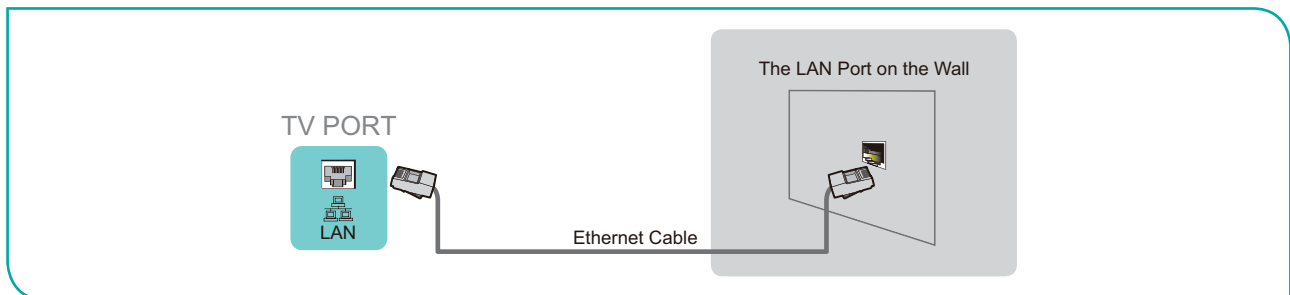 The LAN Port on the Wall
TV PORT
LAN
Ethernet Cable